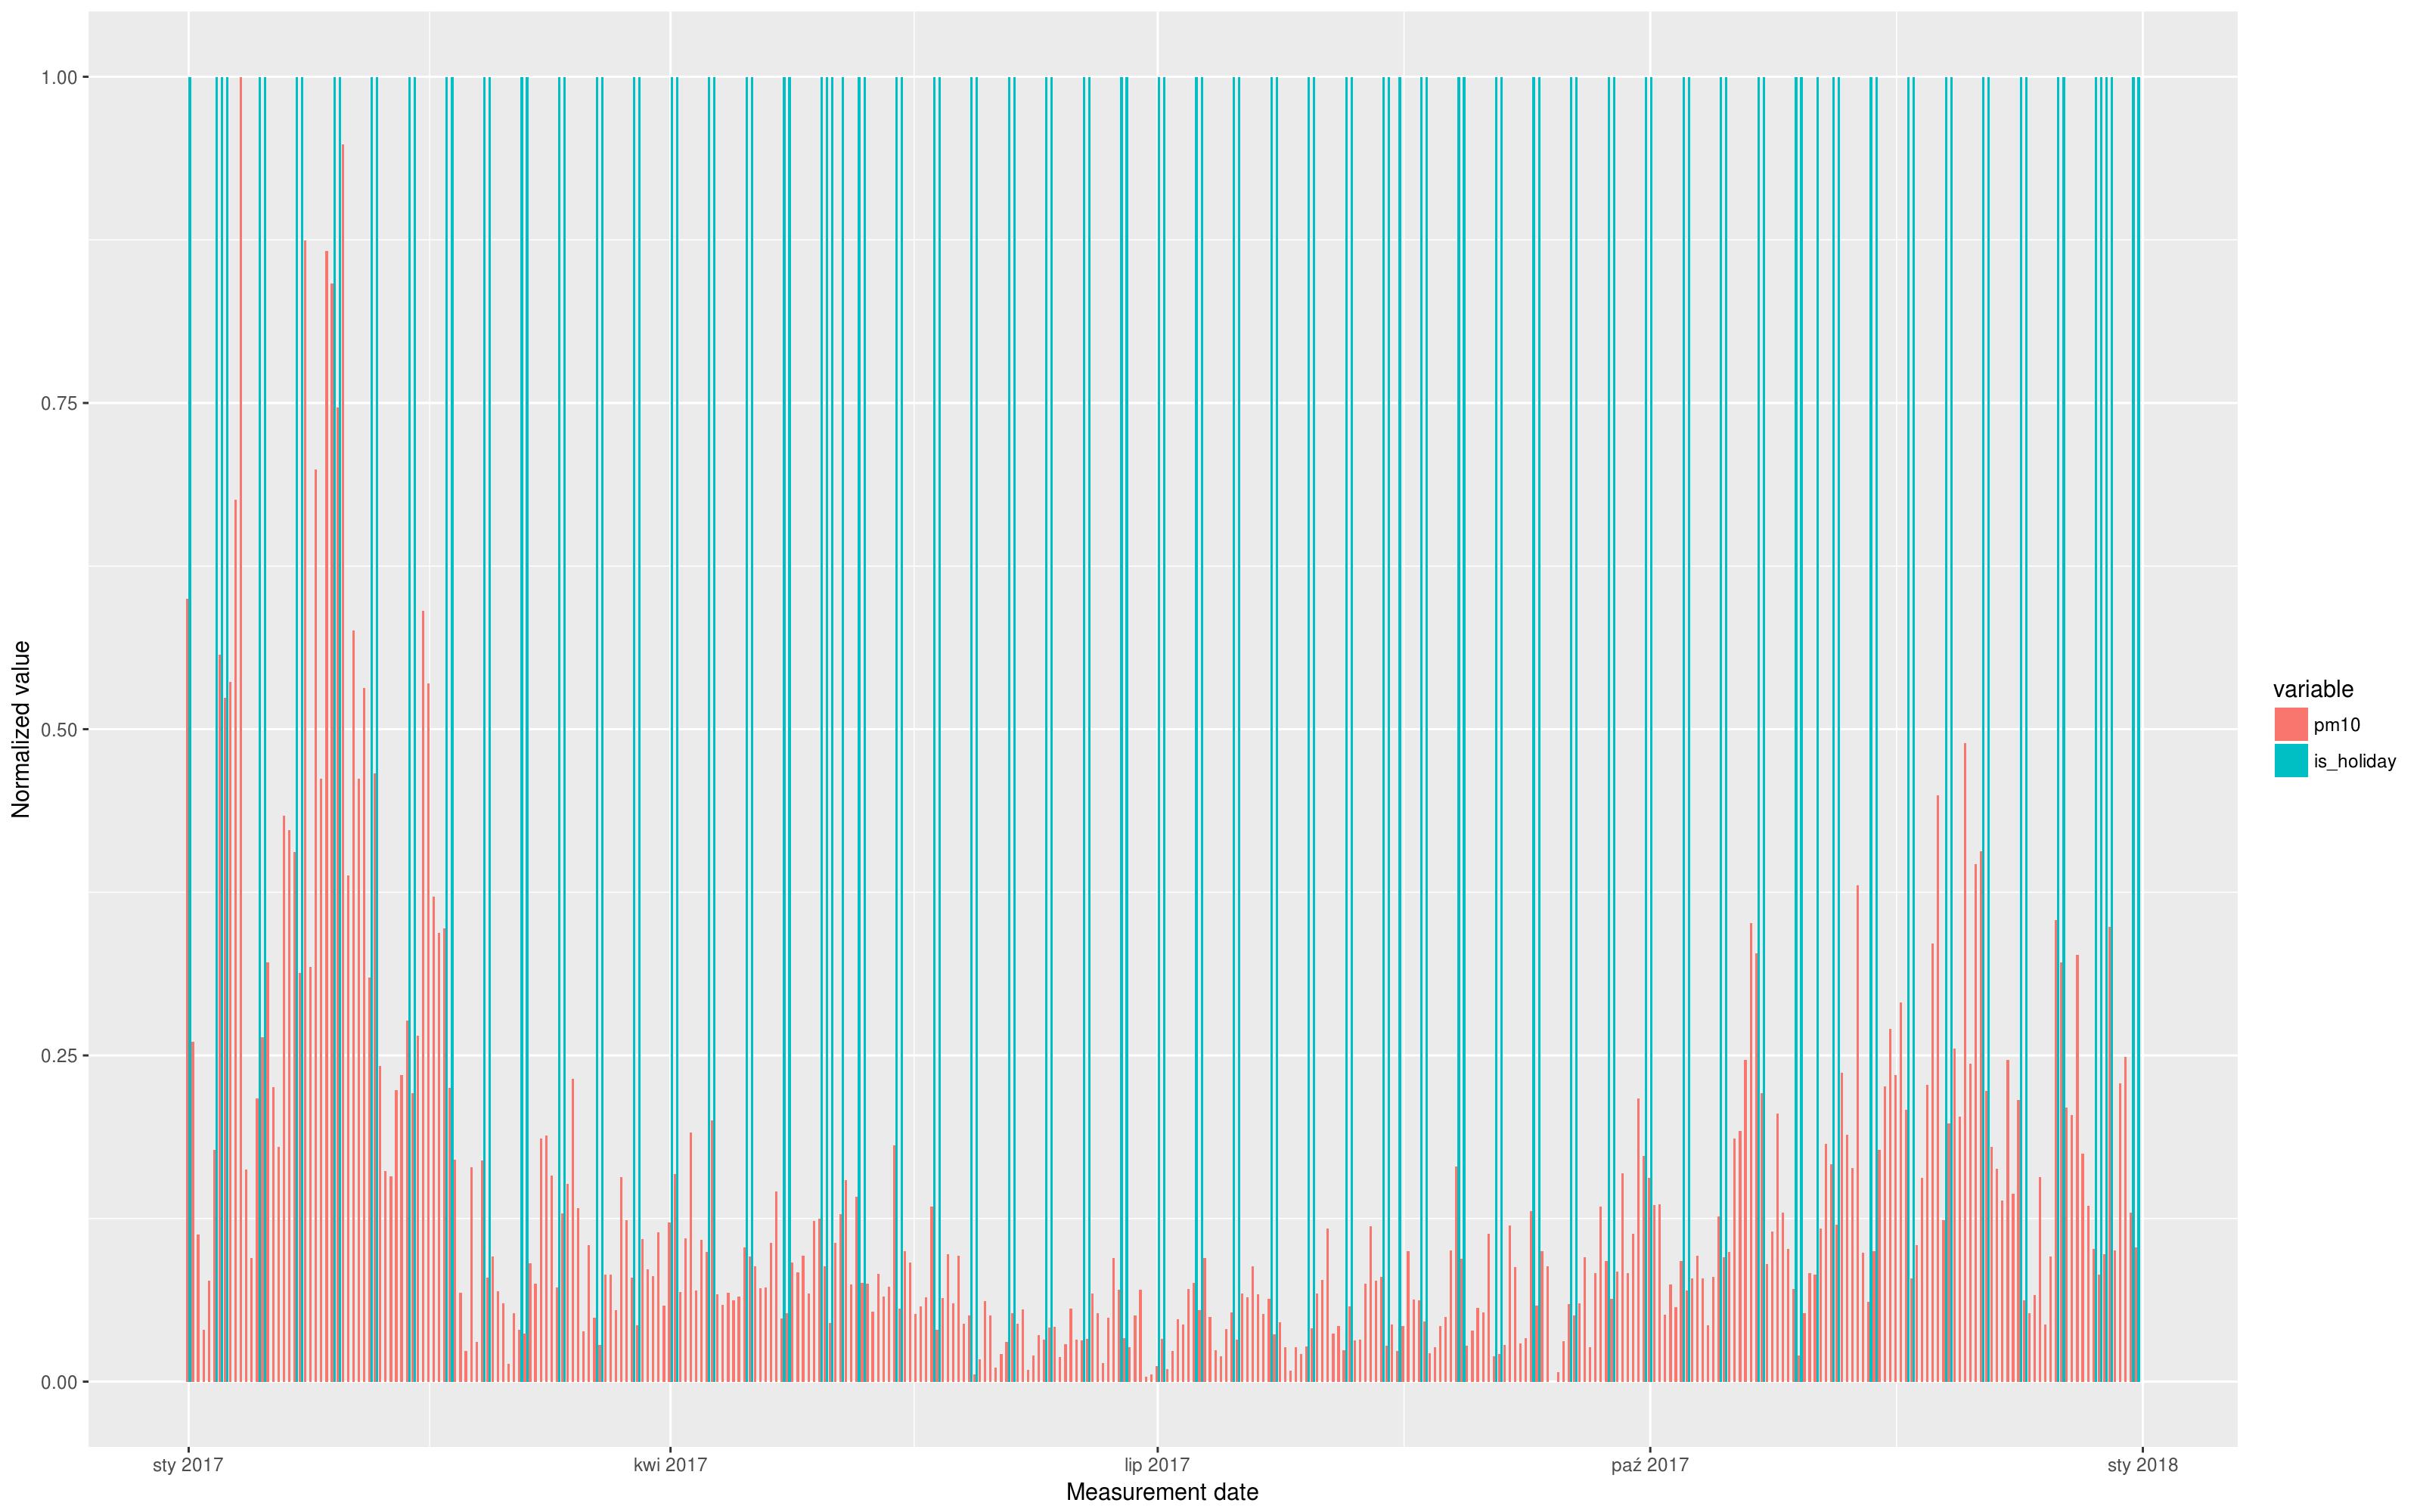 1.00
0.75
0.50
0.25
0.00
Normalized value
sty 2017
kwi 2017
lip 2017
paź 2017
sty 2018
Measurement date
variable
pm10
is_holiday